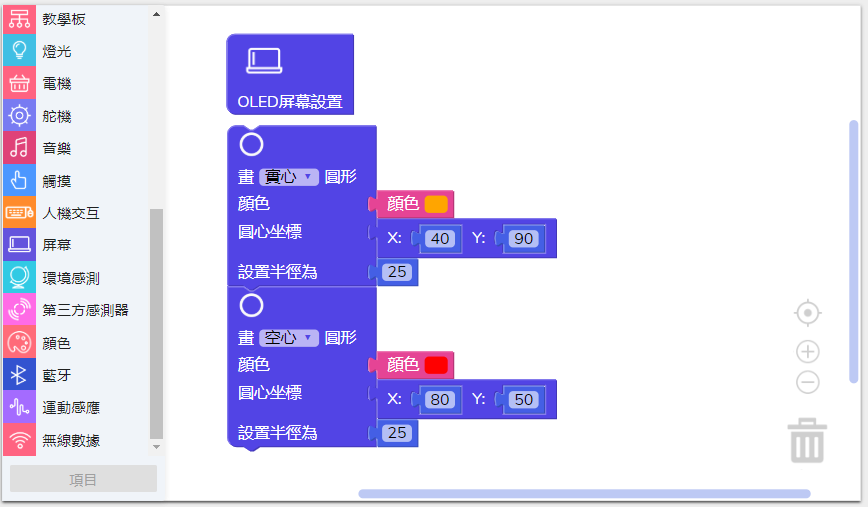 教學板
燈光
電機
舵機
音樂
觸摸
人機交互
屏幕
環境感測
第三方感測器
顏色
藍牙
運動感應
無線數據
項目
OLED屏幕設置
畫 實心 圓形
顏色 顏色
圓心坐標 X: 40 Y: 90
設置半徑為 25
畫 空心 圓形
顏色 顏色
圓心坐標 X: 80 Y: 50
設置半徑為 25